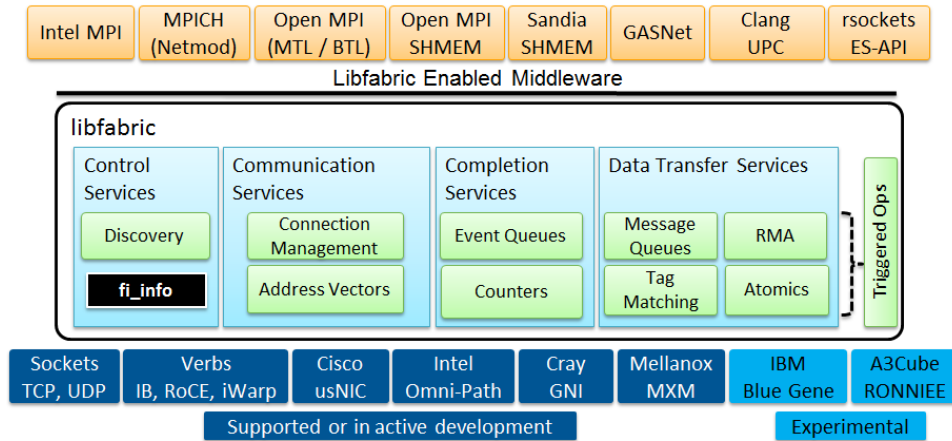 Intel MPI
MPICH
(Netmod)
Open MPI
(MTL / BTL)
Open MPI
SHMEM
Sandia
SHMEM
GASNet
Clang
UPC
rsockets
ES-API
Libfabric Enabled Middleware
libfabric
Control
Services
Discovery
fi_info
Communication
Services
Connection
Management
Address Vectors
Completion
Services
Event Queues
Counters
Data Transfer Services
Message
Queues
RMA
Tag
Matching
Atomics
Triggered Ops
Sockets
TCP, UDP
Verbs
IB, RoCE, iWarp
Cisco
usNIC
Intel
Omni-Path
Cray
GNI
Mellanox
MXM
IBM
Blue Gene
A3Cube
RONNIEE
Supported or in active development
Experimental